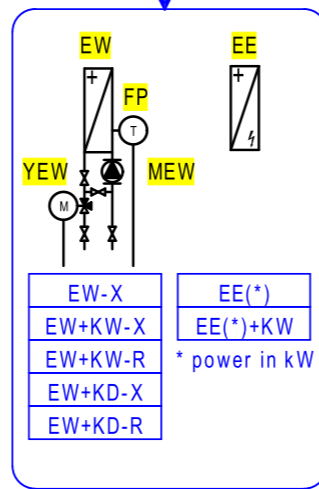 EW
EE
FP
T
YEW
MEW
M
EW-X
EW+KW-X
EW+KW-R
EW+KD-X
EW+KD-R
EE(*)
EE(*)+KW
* power in kW